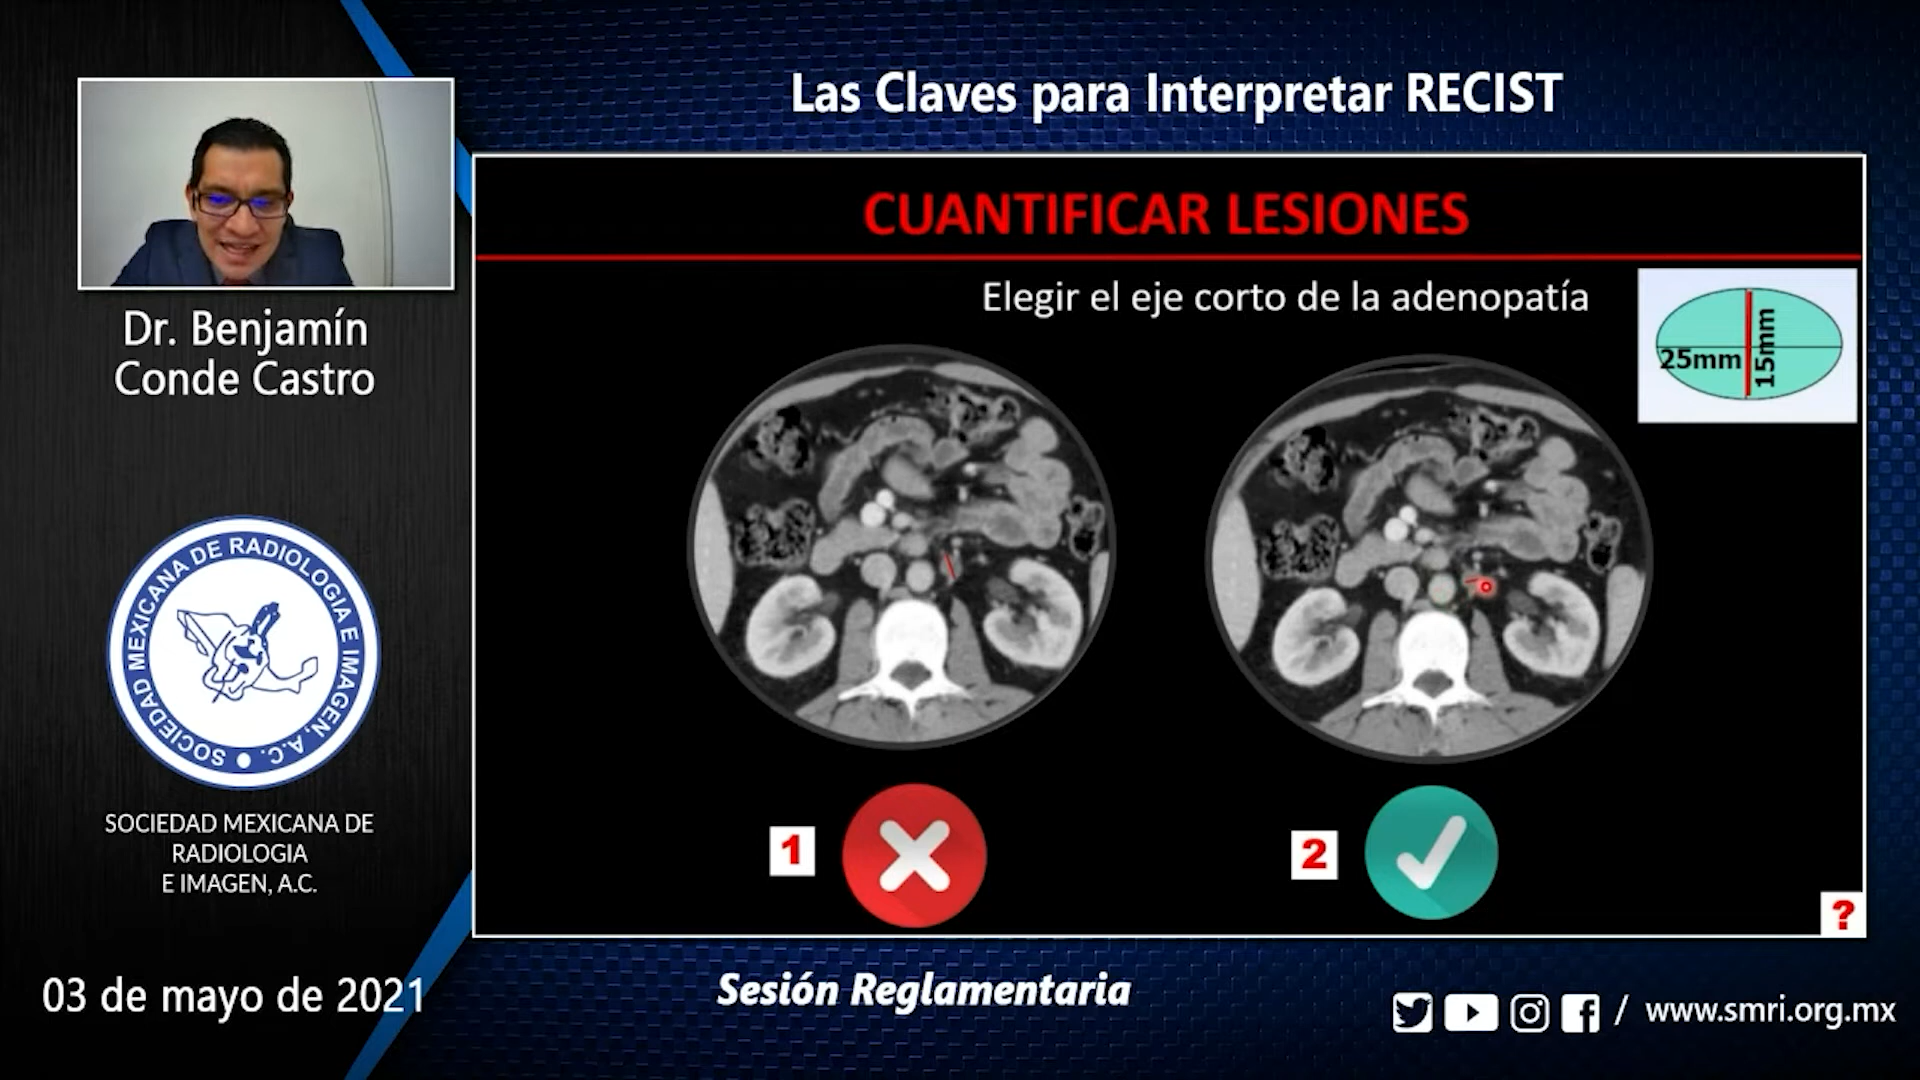 Las Claves para Interpretar RECIST
CUANTIFICAR LESIONES
Elegir el eje corto de la adenopatía
25mm
15mm
Dr. Benjamín
Conde Castro
SOCIEDAD MEXICANA DE RADIOLOGIA E IMAGEN, A.C.
SOCIEDAD MEXICANA DE
RADIOLOGIA
E IMAGEN, A.C.
1
2
?
03 de mayo de 2021
Sesión Reglamentaria
/ www.smri.org.mx